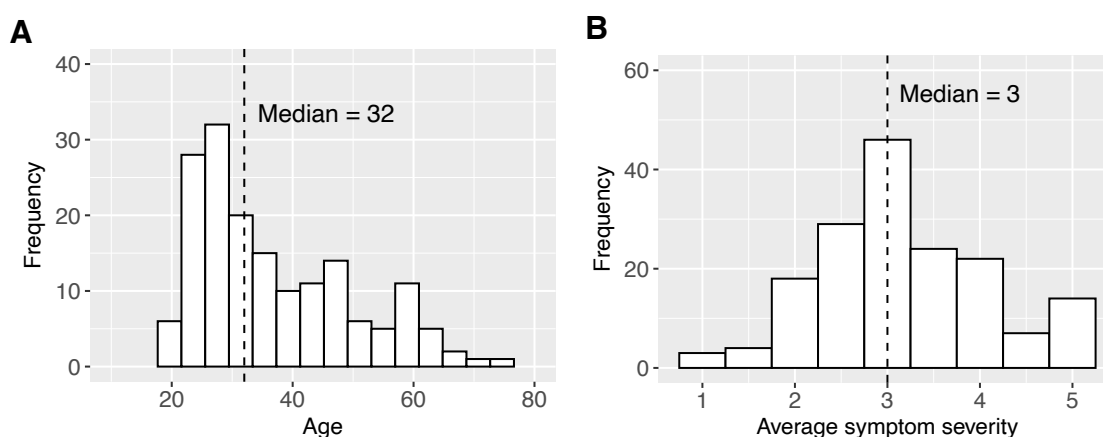 A
40
30
20
10
0
Frequency
Median = 32
20 40 60 80
Age
B
60
40
20
0
Frequency
Median = 3
1 2 3 4 5
Average symptom severity